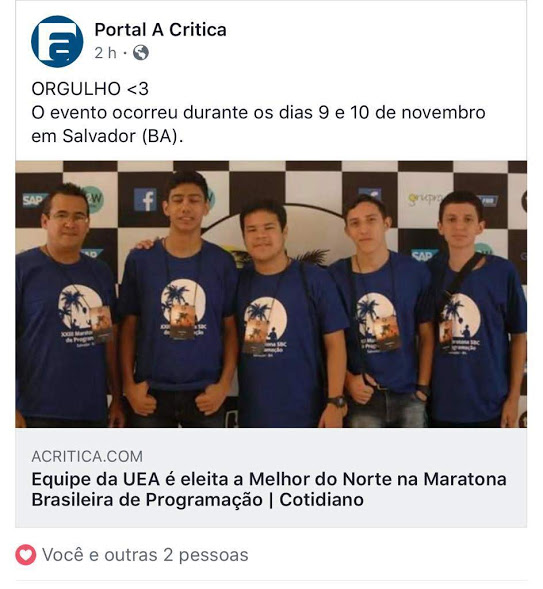 Portal A Critica
2 h ·
ORGULHO <3
O evento ocorreu durante os dias 9 e 10 de novembro
em Salvador (BA).
SAP
SAP
XXIII Maratona
de Programação
ACRITICA.COM
Equipe da UEA é eleita a Melhor do Norte na Maratona
Brasileira de Programação | Cotidiano
Você e outras 2 pessoas